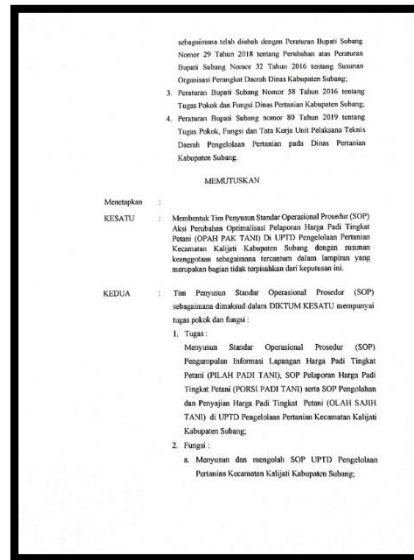 sebagaimana telah diubah dengan Peraturan Bupati Subang
Nomor 29 Tahun 2018 tentang Perubahan atas Peraturan
Bupati Subang Nomor 32 Tahun 2016 tentang Susunan
Organisasi Perangkat Daerah Dinas Kabupaten Subang;
3. Peraturan Bupati Subang Nomor 58 Tahun 2016 tentang
Tugas Pokok dan Fungsi Dinas Pertanian Kabupaten Subang;
4. Peraturan Bupati Subang nomor 80 Tahun 2019 tentang
Tugas Pokok, Fungsi dan Tata Kerja Unit Pelaksana Teknis
Daerah Pengelolaan Pertanian pada Dinas Pertanian
Kabupaten Subang.
MEMUTUSKAN
Menetapkan :
KESATU : Membentuk Tim Penyusun Standar Operasional Prosedur (SOP)
Aksi Perubahan Optimalisasi Pelaporan Harga Padi Tingkat
Petani (OPAH PAK TANI) Di UPTD Pengelolaan Pertanian
Kecamatan Kalijati Kabupaten Subang dengan susunan
keanggotaan sebagaimana tercantum dalam lampiran yang
merupakan bagian tidak terpisahkan dari keputusan ini.
KEDUA : Tim Penyusun Standar Operasional Prosedur (SOP)
sebagaimana dimaksud dalam DIKTUM KESATU mempunyai
tugas pokok dan fungsi :
1. Tugas :
Menyusun Standar Operasional Prosedur (SOP)
Pengumpulan Informasi Lapangan Harga Padi Tingkat
Petani (PILAH PADI TANI), SOP Pelaporan Harga Padi
Tingkat Petani (PORSI PADI TANI) serta SOP Pengolahan
dan Penyajian Harga Padi Tingkat Petani (OLAH SAJIH
TANI) di UPTD Pengelolaan Pertanian Kecamatan Kalijati
Kabupaten Subang;
2. Fungsi :
a. Menyusun dan mengolah SOP UPTD Pengelolaan
Pertanian Kecamatan Kalijati Kabupaten Subang;